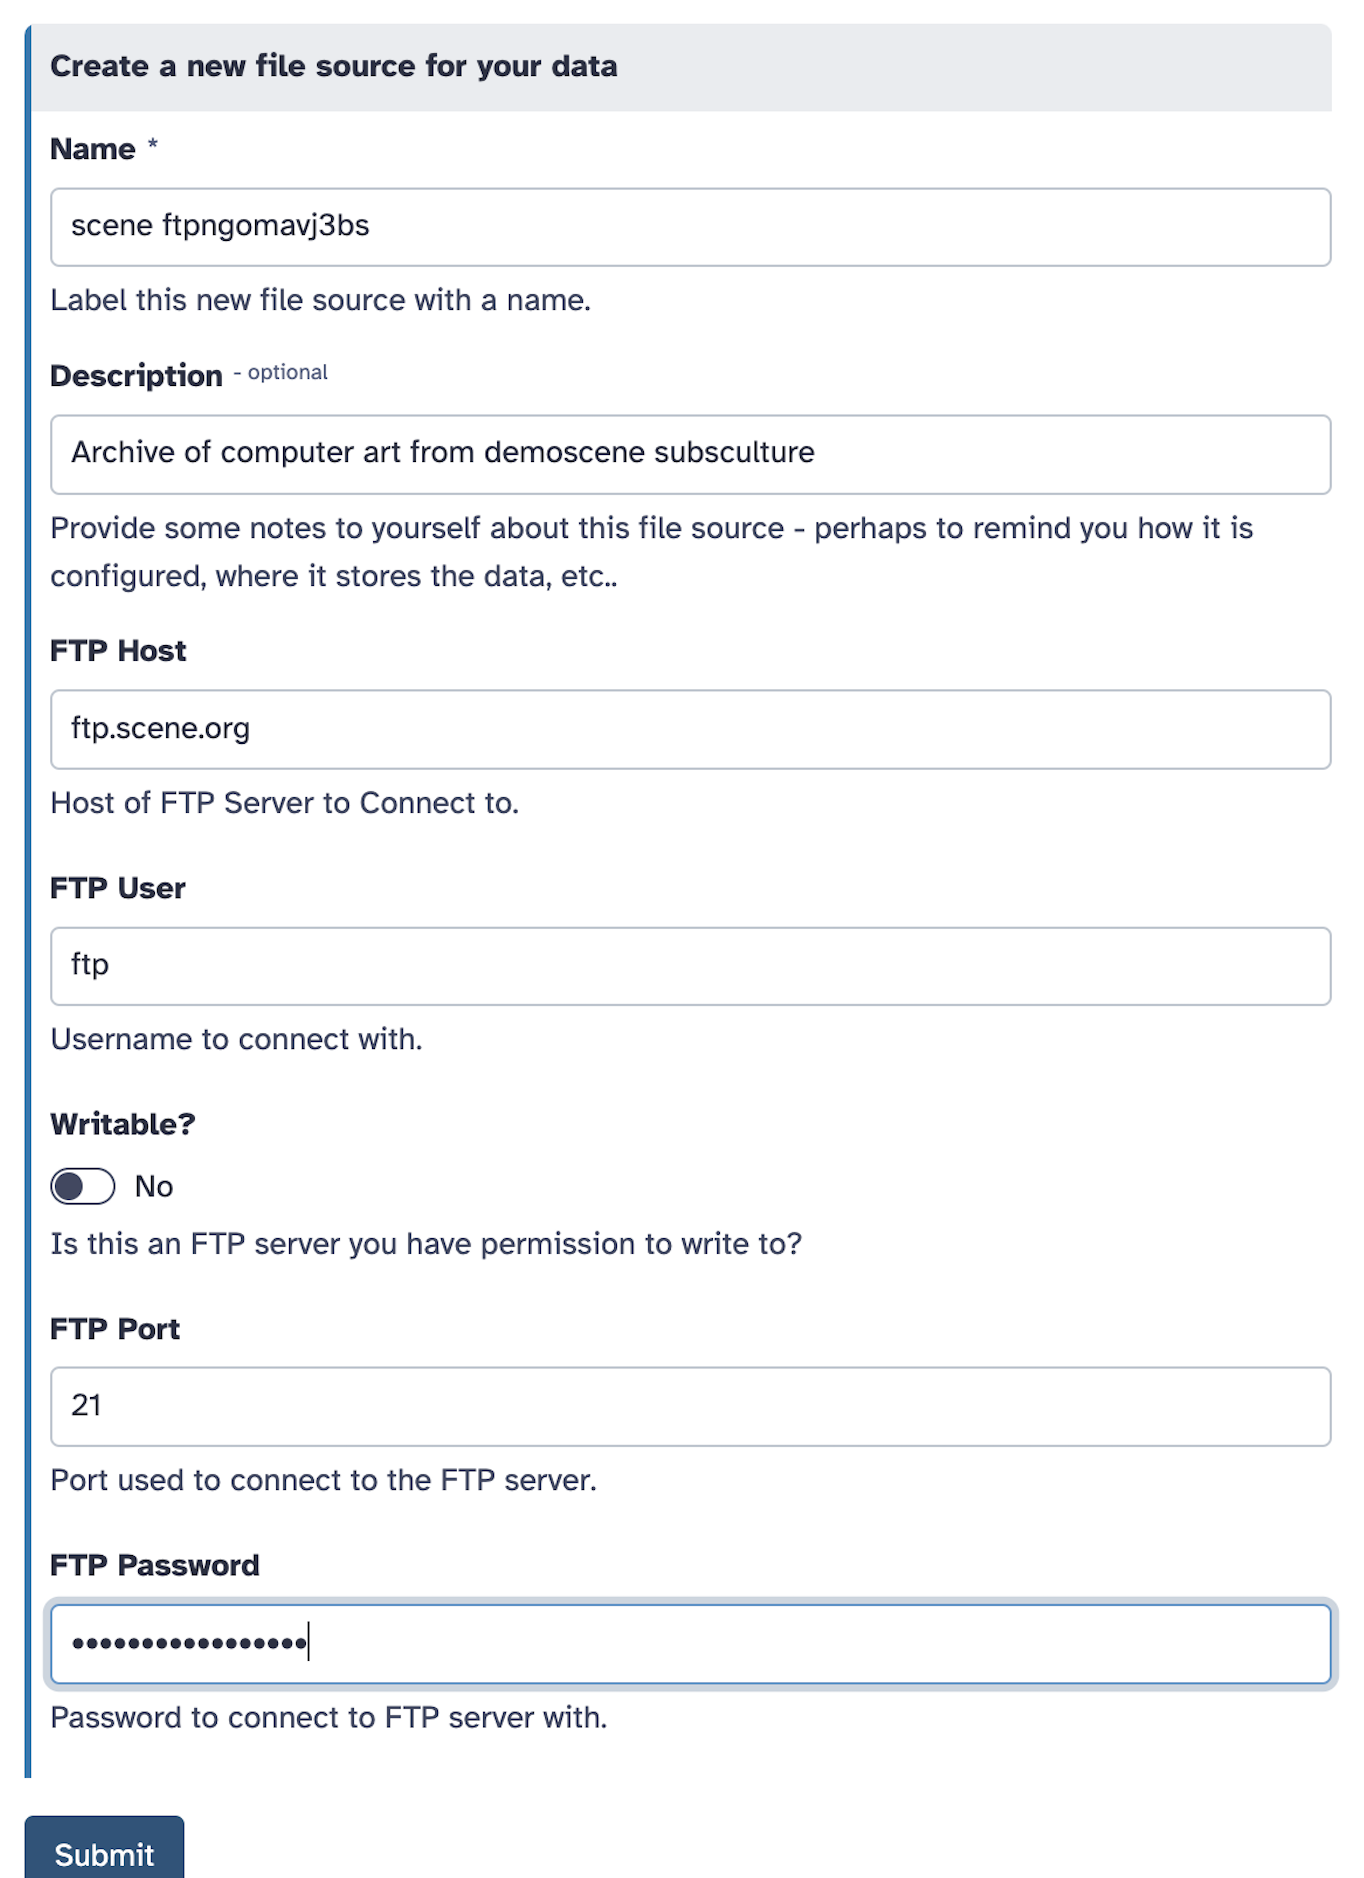 Create a new file source for your data
Name *
scene ftpngomavj3bs
Label this new file source with a name.
Description - optional
Archive of computer art from demoscene subsculture
Provide some notes to yourself about this file source - perhaps to remind you how it is
configured, where it stores the data, etc..
FTP Host
ftp.scene.org
Host of FTP Server to Connect to.
FTP User
ftp
Username to connect with.
Writable?
No
Is this an FTP server you have permission to write to?
FTP Port
21
Port used to connect to the FTP server.
FTP Password
•••••••••••••••••
Password to connect to FTP server with.
Submit